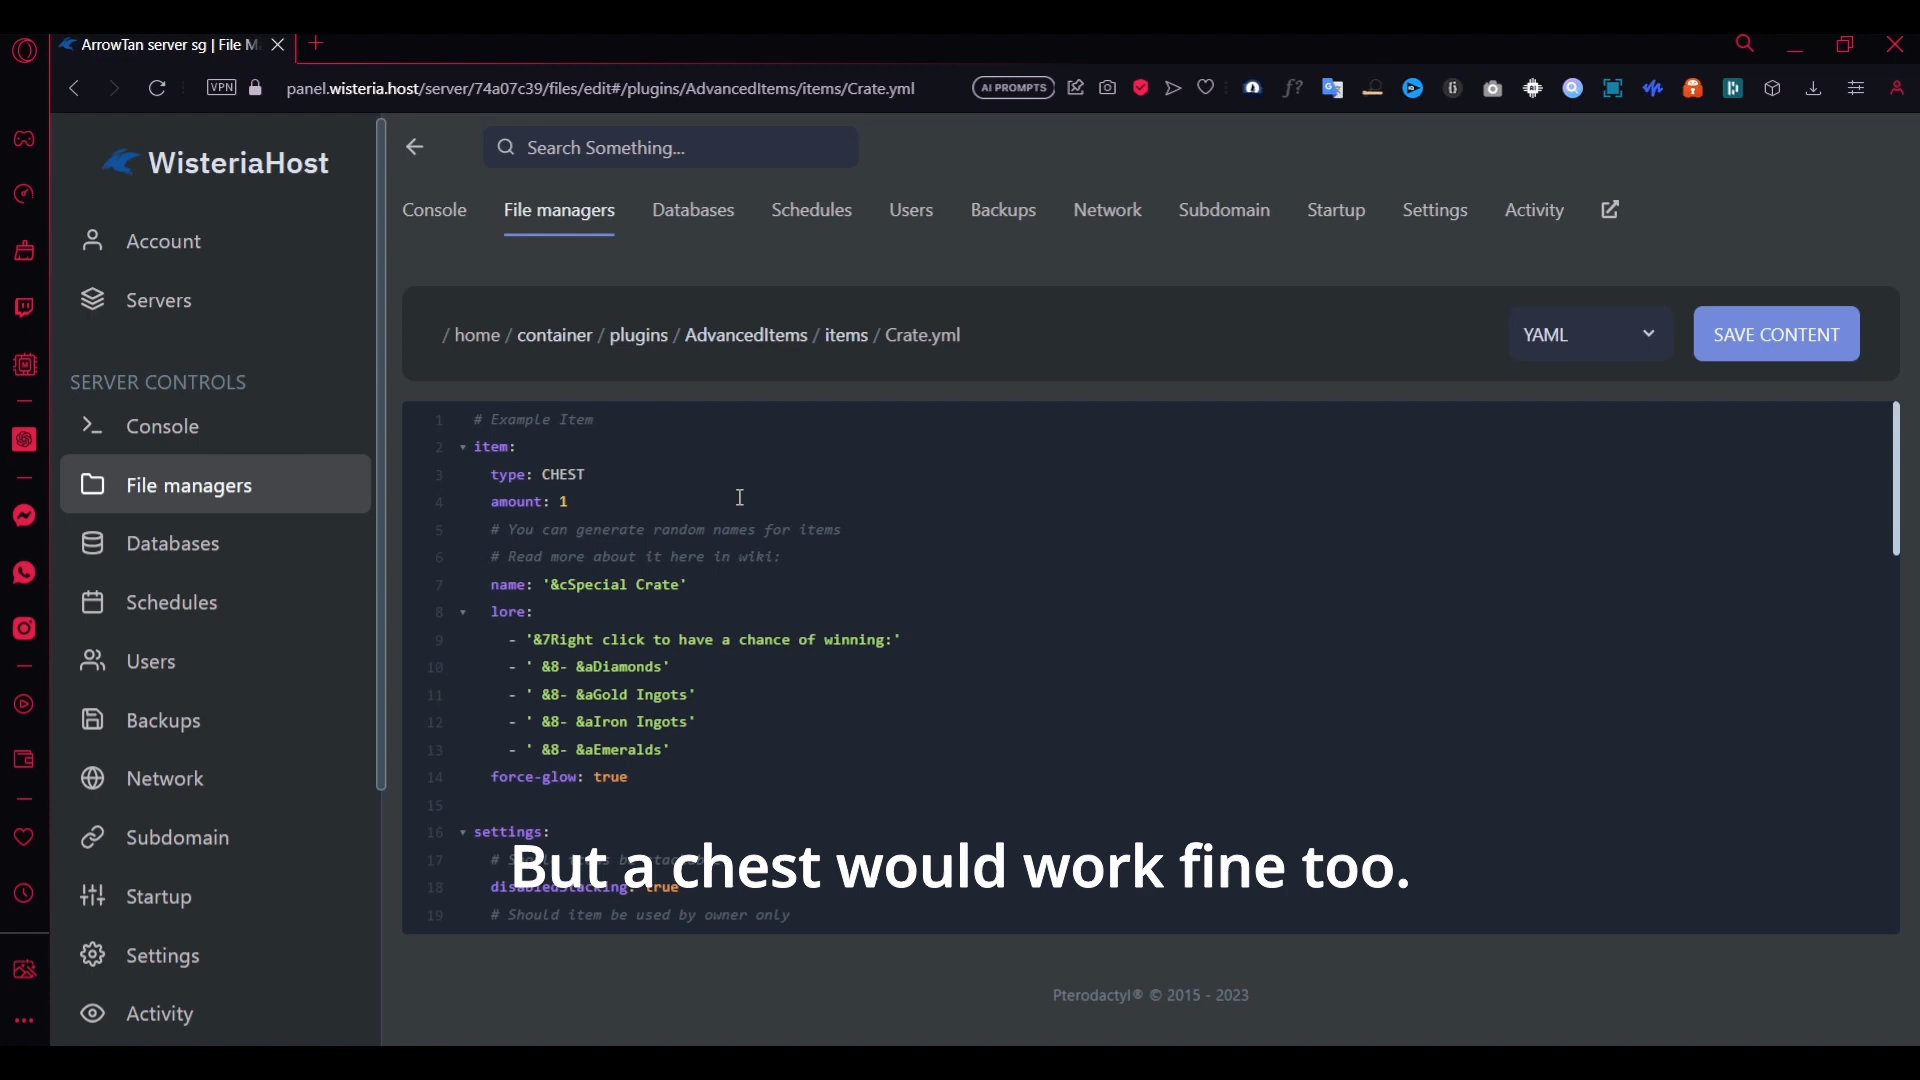 ArrowTan server sg | File M
VPN
panel.wisteria.host/server/74a07c39/files/edit#/plugins/AdvancedItems/items/Crate.yml
AI PROMPTS
WisteriaHost
Search Something...
Console
File managers
Databases
Schedules
Users
Backups
Network
Subdomain
Startup
Settings
Activity
Account
Servers
SERVER CONTROLS
Console
File managers
Databases
Schedules
Users
Backups
Network
Subdomain
Startup
Settings
Activity
/ home / container / plugins / AdvancedItems / items / Crate.yml
YAML
SAVE CONTENT
1 # Example Item
2 item:
3 type: CHEST
4 amount: 1
5 # You can generate random names for items
6 # Read more about it here in wiki:
7 name: '&cSpecial Crate'
8 lore:
9 - '&7Right click to have a chance of winning:'
10 - ' &8- &aDiamonds'
11 - ' &8- &aGold Ingots'
12 - ' &8- &aIron Ingots'
13 - ' &8- &aEmeralds'
14 force-glow: true
15
16 settings:
17 #
18 disabledStacking: true
19 # Should item be used by owner only
But a chest would work fine too.
Pterodactyl® © 2015 - 2023